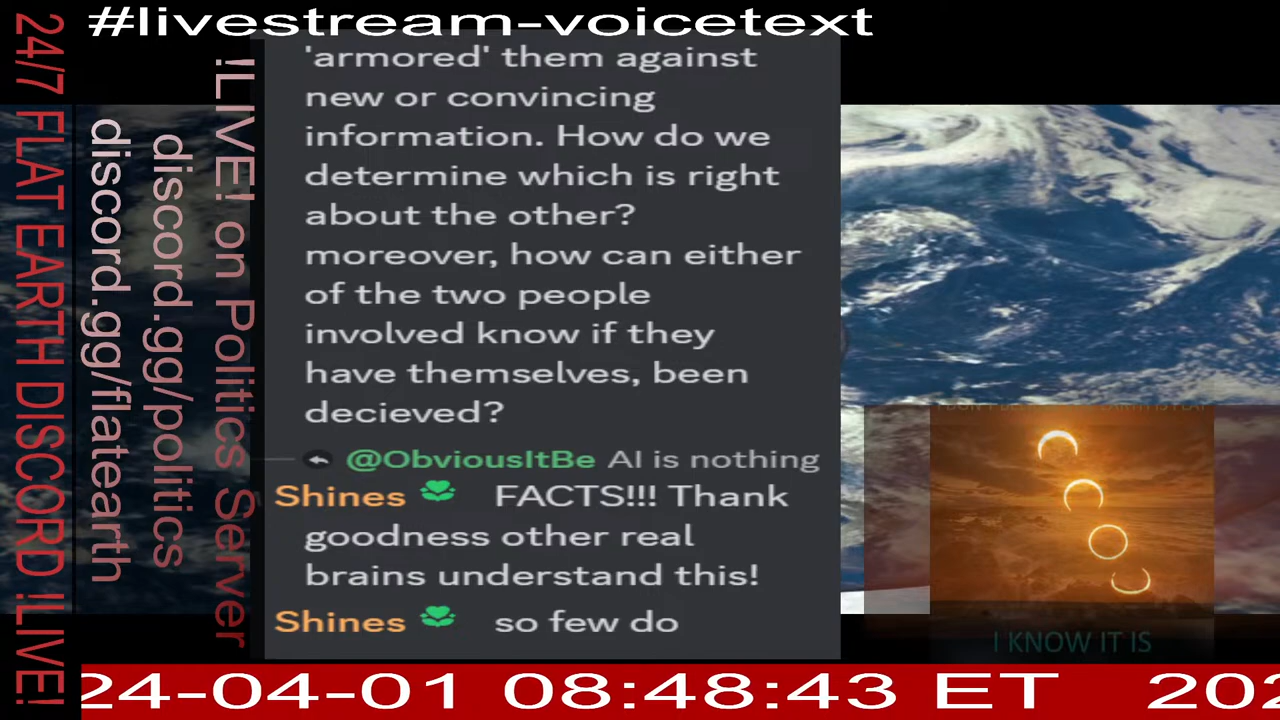 #livestream-voicetext
24/7 FLAT EARTH DISCORD !LIVE!
discord.gg/flatearth
discord.gg/politics
!LIVE! on Politics Server
'armored' them against
new or convincing
information. How do we
determine which is right
about the other?
moreover, how can either
of the two people
involved know if they
have themselves, been
decieved?
@ObviousItBe AI is nothing
Shines FACTS!!! Thank
goodness other real
brains understand this!
Shines so few do
I KNOW IT IS
24-04-01 08:48:43 ET 202